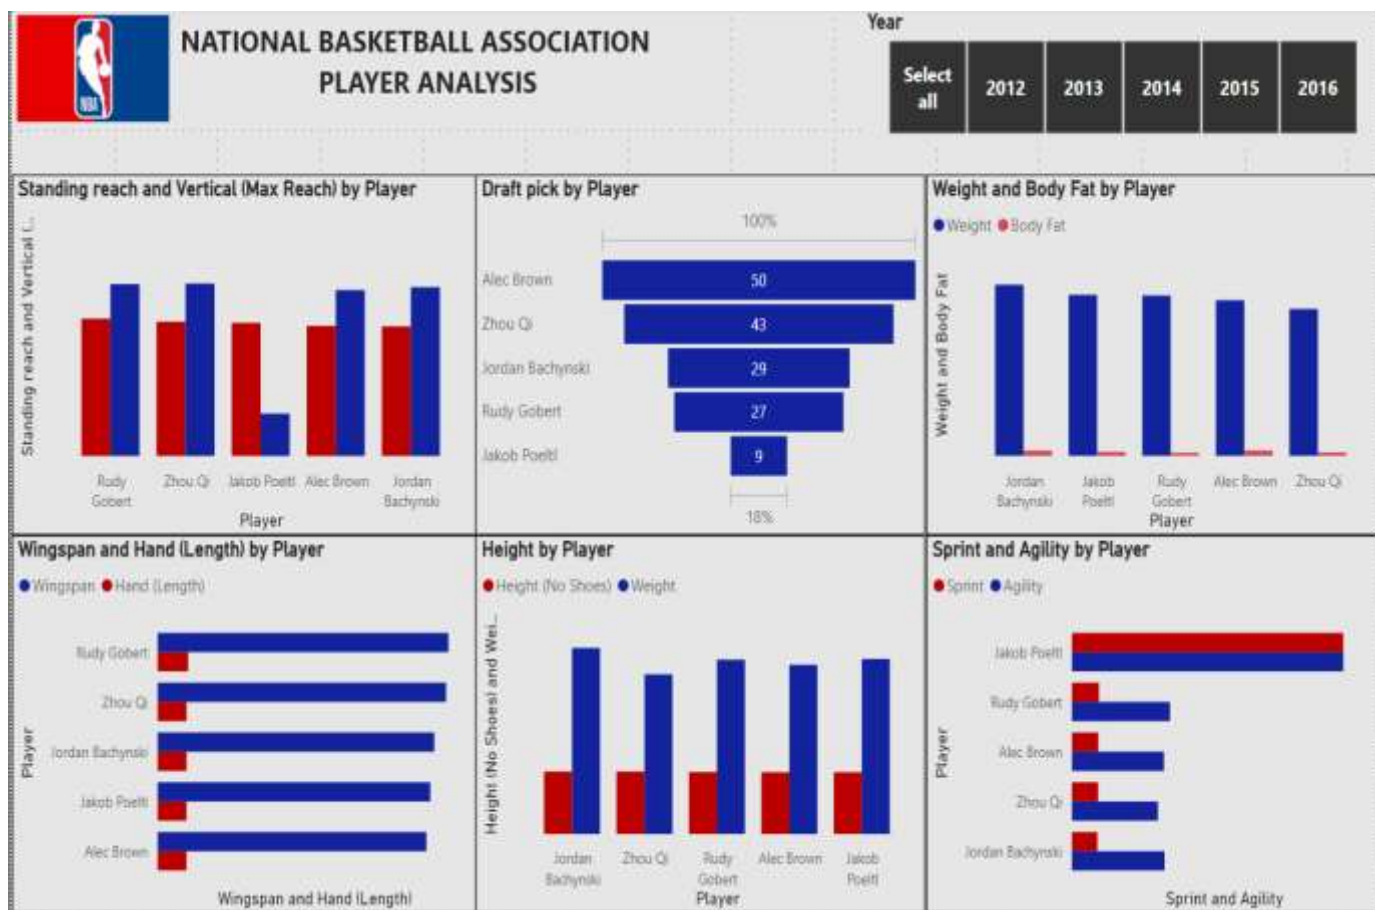 NATIONAL BASKETBALL ASSOCIATION
PLAYER ANALYSIS
NBA
Year
Select
all
2012
2013
2014
2015
2016
Standing reach and Vertical (Max Reach) by Player
Standing reach and Vertical (...
Rudy
Gobert
Zhou Qi
Jakob Poeltl
Alec Brown
Jordan
Bachynski
Player
Draft pick by Player
100%
Alec Brown
50
Zhou Qi
43
Jordan Bachynski
29
Rudy Gobert
27
Jakob Poeltl
9
18%
Weight and Body Fat by Player
Weight
Body Fat
Weight and Body Fat
Jordan
Bachynski
Jakob
Poeltl
Rudy
Gobert
Alec Brown
Zhou Qi
Player
Wingspan and Hand (Length) by Player
Wingspan
Hand (Length)
Player
Rudy Gobert
Zhou Qi
Jordan Bachynski
Jakob Poeltl
Alec Brown
Wingspan and Hand (Length)
Height by Player
Height (No Shoes)
Weight
Height (No Shoes) and Wei...
Jordan
Bachynski
Zhou Qi
Rudy
Gobert
Alec Brown
Jakob
Poeltl
Player
Sprint and Agility by Player
Sprint
Agility
Player
Jakob Poeltl
Rudy Gobert
Alec Brown
Zhou Qi
Jordan Bachynski
Sprint and Agility